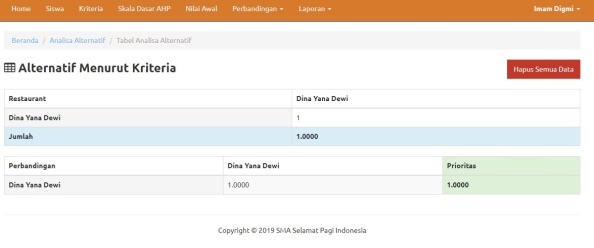 Home Siswa Kriteria Skala Dasar AHP Nilai Awal Perbandingan Laporan Imam Digmi
Beranda / Analisa Alternatif / Tabel Analisa Alternatif
Alternatif Menurut Kriteria Hapus Semua Data
Restaurant Dina Yana Dewi
Dina Yana Dewi 1
Jumlah 1.0000
Perbandingan Dina Yana Dewi Prioritas
Dina Yana Dewi 1.0000 1.0000
Copyright © 2019 SMA Selamat Pagi Indonesia